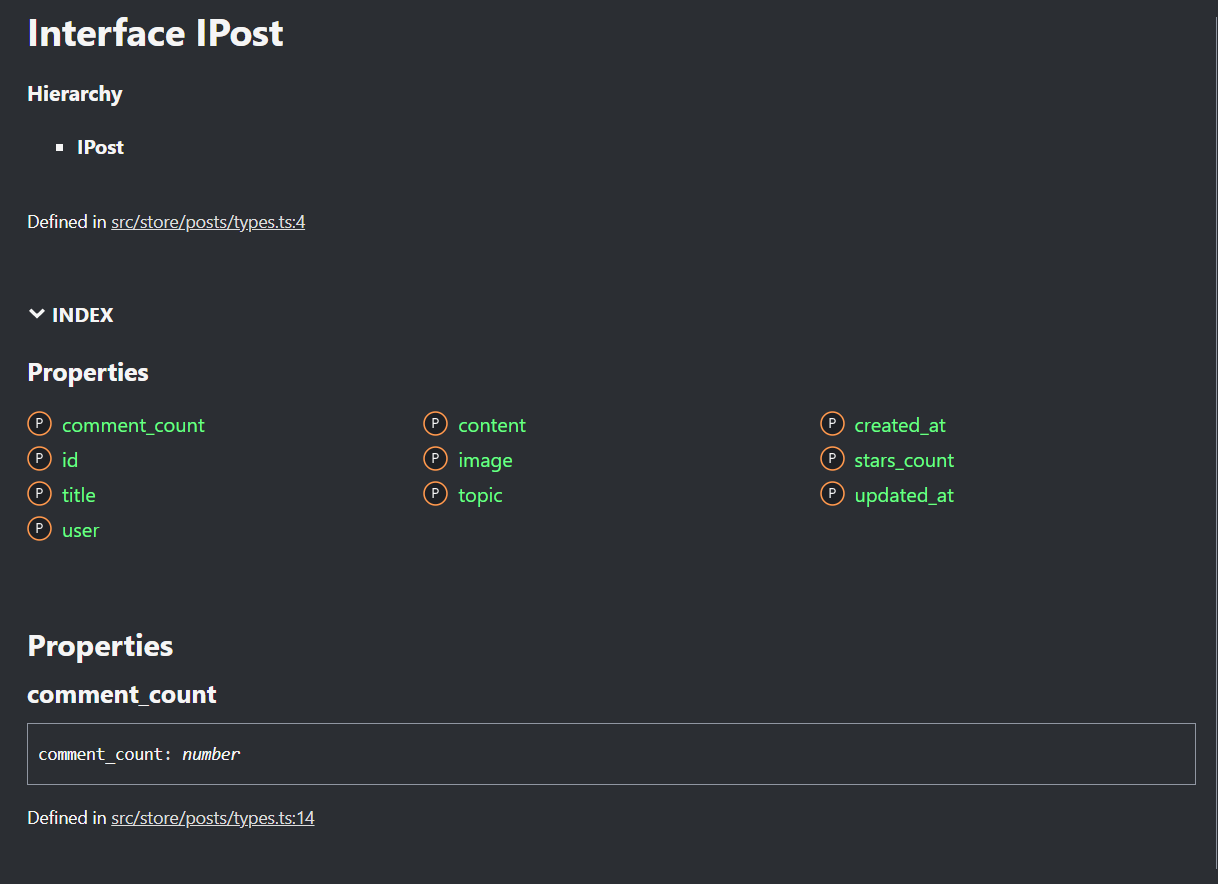 Interface IPost
Hierarchy
IPost
Defined in src/store/posts/types.ts:4
INDEX
Properties
P comment_count P content P created_at
P id P image P stars_count
P title P topic P updated_at
P user
Properties
comment_count
comment_count: number
Defined in src/store/posts/types.ts:14